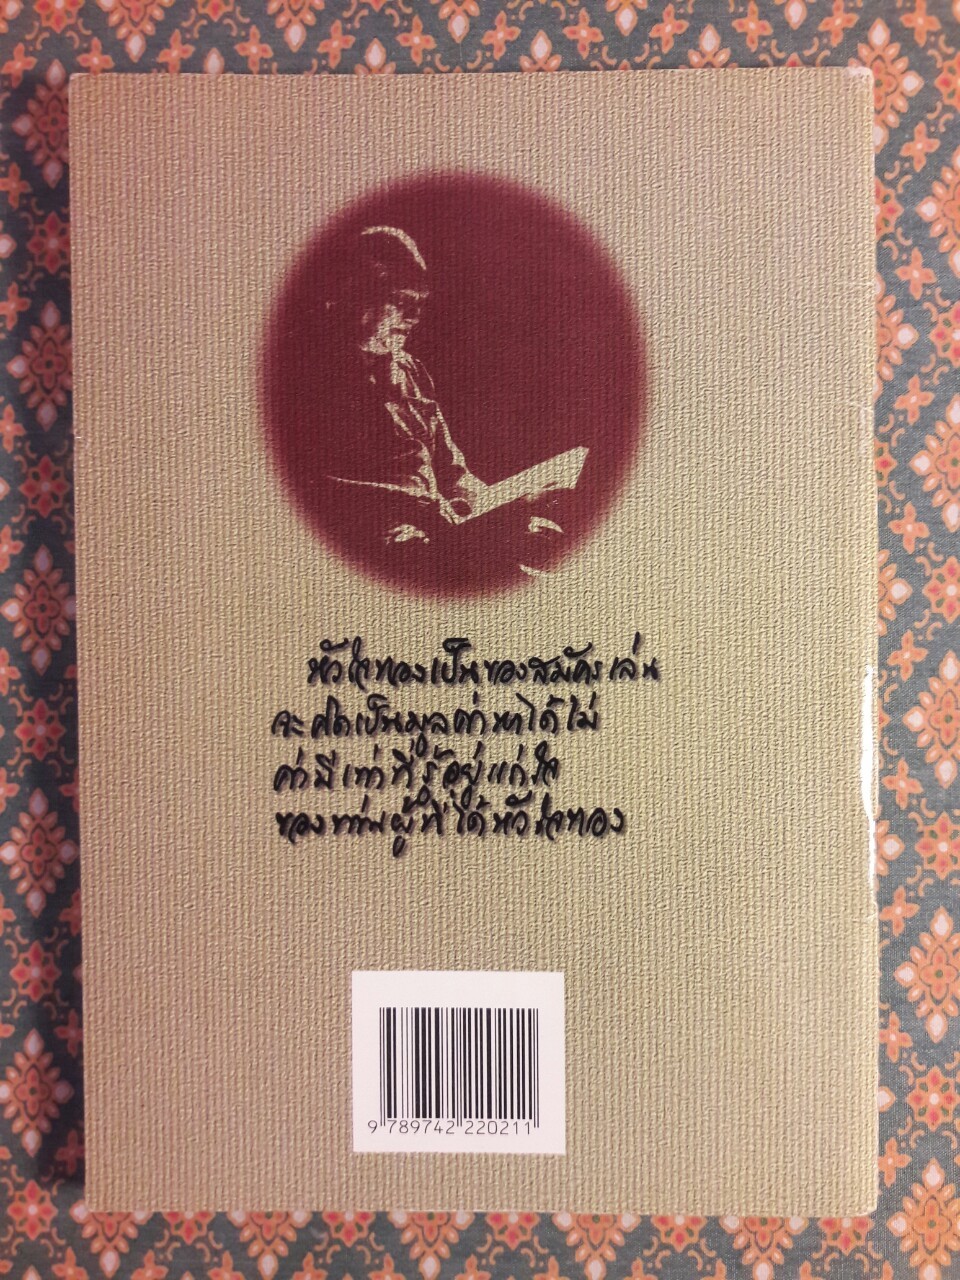 หัวใจทองเป็นของสมัครเล่น
จะคิดเป็นมูลค่าหาได้ไม่
ค่ามีเท่าที่รู้อยู่แก่ใจ
ของท่านผู้ที่ได้หัวใจทอง
9 789742 220211